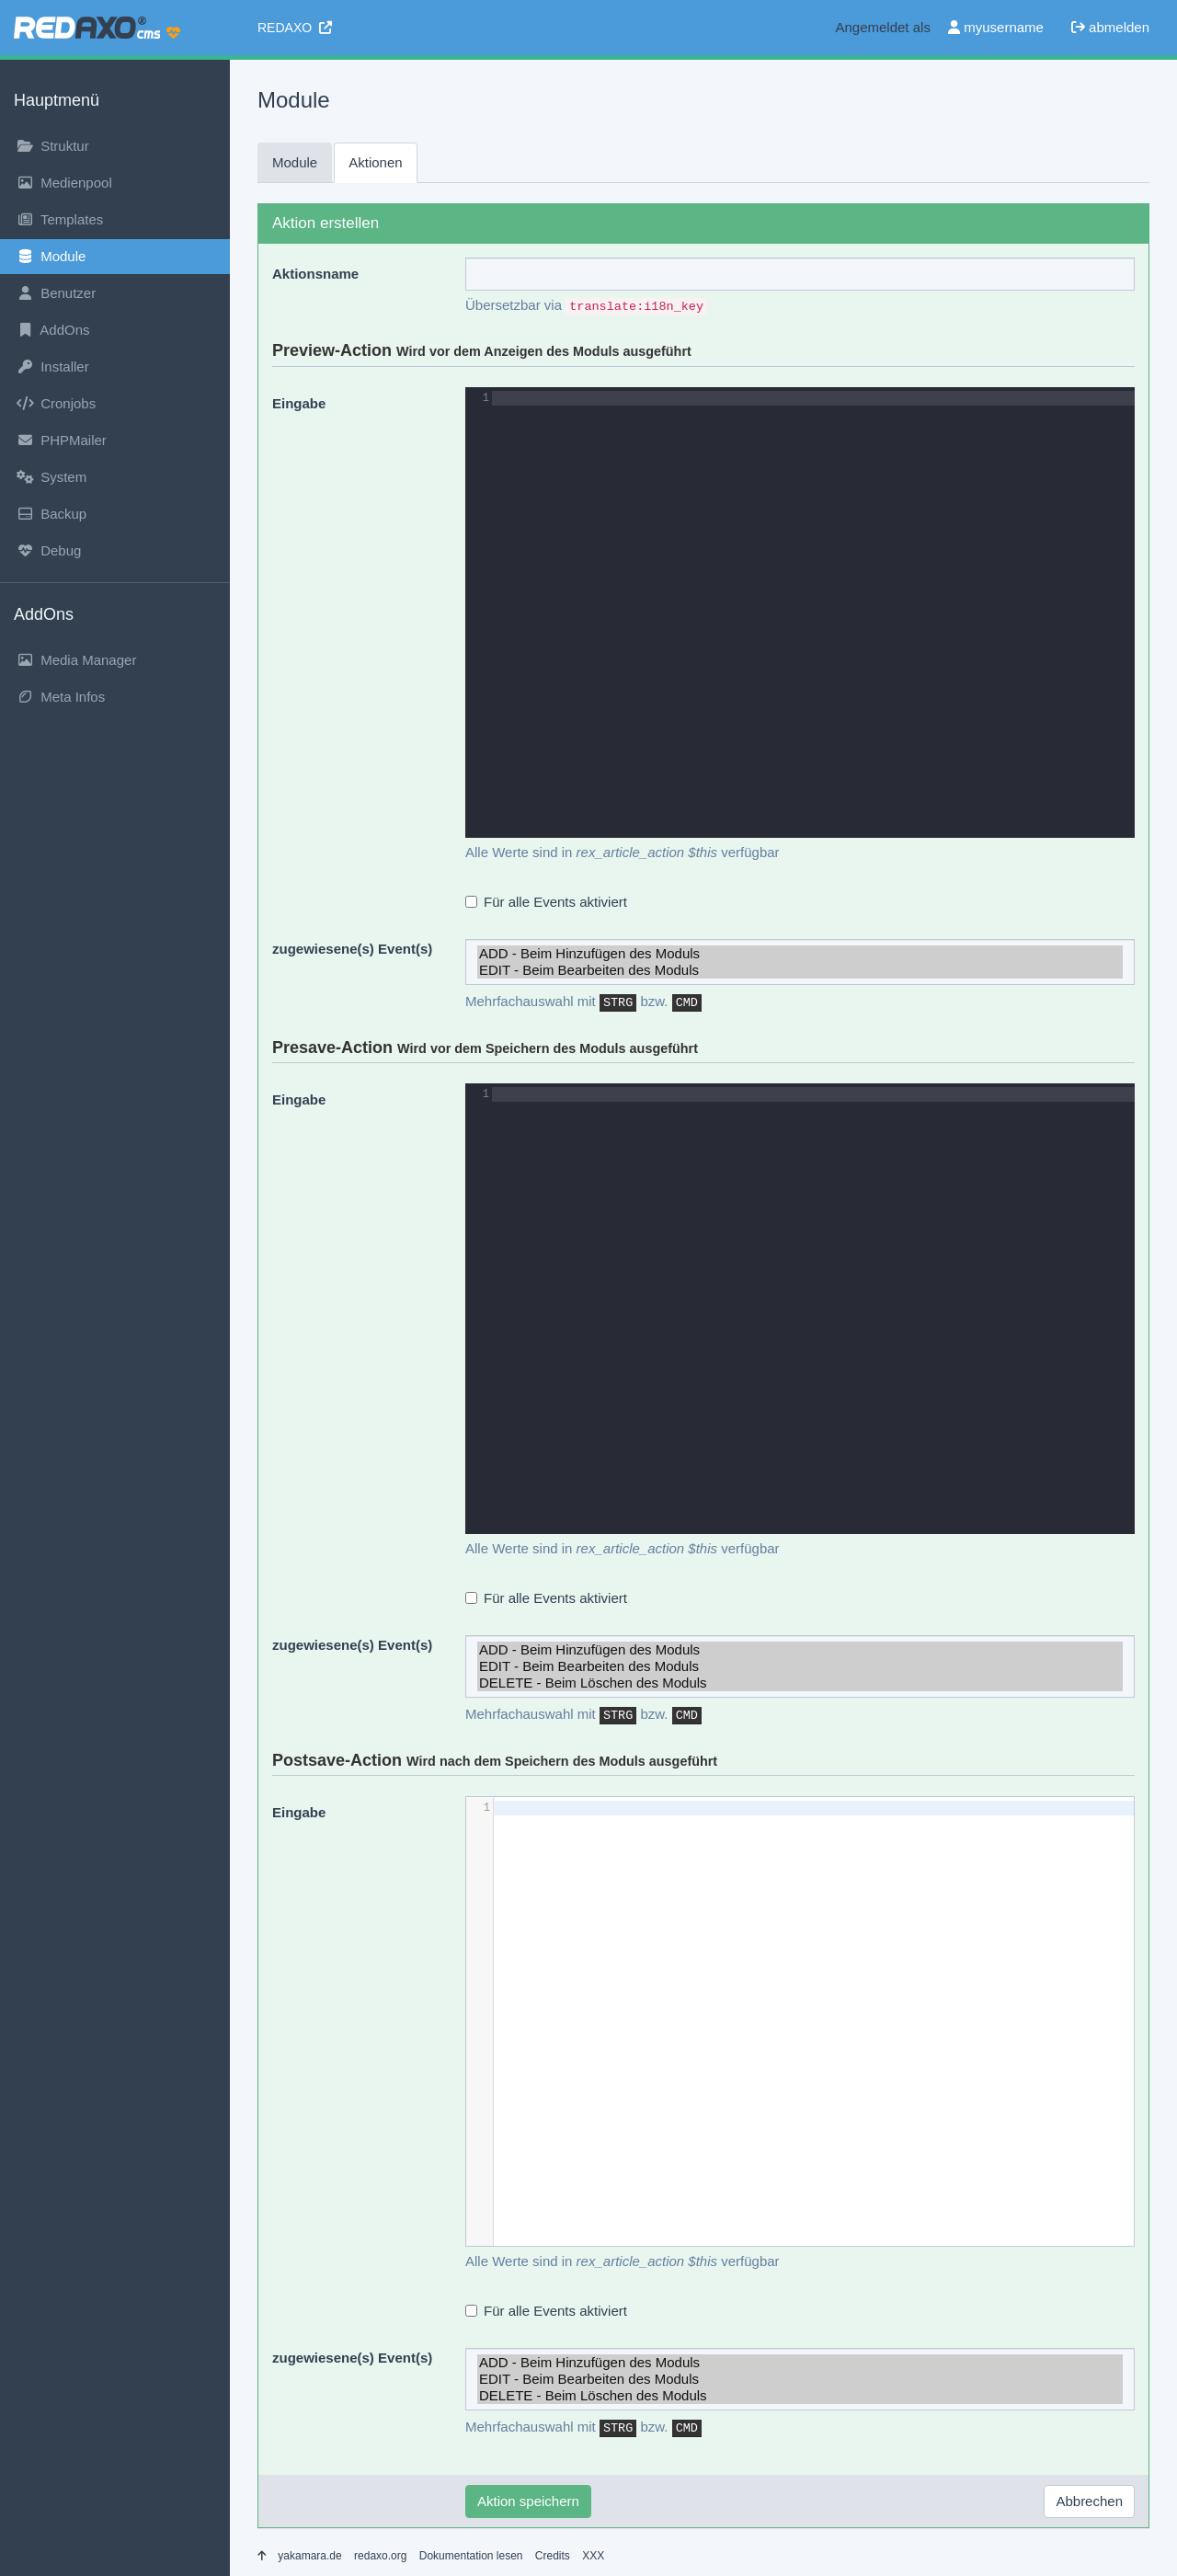 REDAXO® cms
REDAXO
Angemeldet als myusername abmelden
Hauptmenü
Struktur
Medienpool
Templates
Module
Benutzer
AddOns
Installer
Cronjobs
PHPMailer
System
Backup
Debug
AddOns
Media Manager
Meta Infos
Module
Module Aktionen
Aktion erstellen
Aktionsname
Übersetzbar via translate:i18n_key
Preview-Action Wird vor dem Anzeigen des Moduls ausgeführt
Eingabe
1
Alle Werte sind in rex_article_action $this verfügbar
Für alle Events aktiviert
zugewiesene(s) Event(s)
ADD - Beim Hinzufügen des Moduls
EDIT - Beim Bearbeiten des Moduls
Mehrfachauswahl mit STRG bzw. CMD
Presave-Action Wird vor dem Speichern des Moduls ausgeführt
Eingabe
1
Alle Werte sind in rex_article_action $this verfügbar
Für alle Events aktiviert
zugewiesene(s) Event(s)
ADD - Beim Hinzufügen des Moduls
EDIT - Beim Bearbeiten des Moduls
DELETE - Beim Löschen des Moduls
Mehrfachauswahl mit STRG bzw. CMD
Postsave-Action Wird nach dem Speichern des Moduls ausgeführt
Eingabe
1
Alle Werte sind in rex_article_action $this verfügbar
Für alle Events aktiviert
zugewiesene(s) Event(s)
ADD - Beim Hinzufügen des Moduls
EDIT - Beim Bearbeiten des Moduls
DELETE - Beim Löschen des Moduls
Mehrfachauswahl mit STRG bzw. CMD
Aktion speichern Abbrechen
yakamara.de redaxo.org Dokumentation lesen Credits XXX